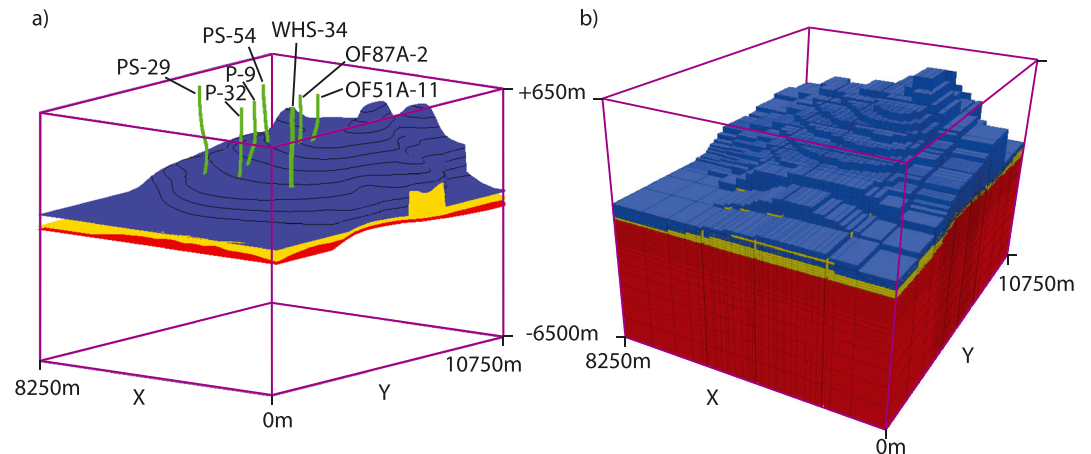 a)
PS-54
WHS-34
PS-29
P-9
OF87A-2
P-32
OF51A-11
+650m
-6500m
8250m
X
0m
Y
10750m
b)
8250m
X
0m
Y
10750m